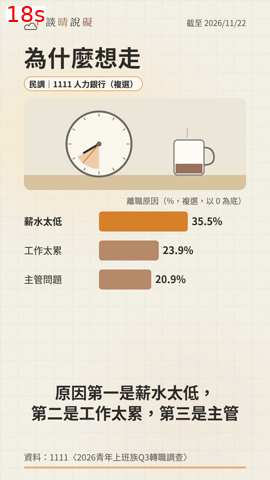 18s
談晴說礙
截至 2026/11/22
為什麼想走
民調｜1111 人力銀行（複選）
離職原因（%，複選，以 0 為底）
薪水太低 35.5%
工作太累 23.9%
主管問題 20.9%
原因第一是薪水太低，
第二是工作太累，第三是主管
資料：1111〈2026青年上班族Q3轉職調查〉